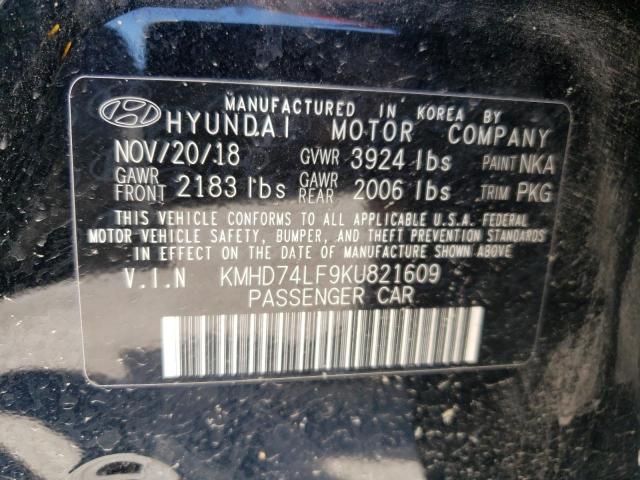 MANUFACTURED IN KOREA BY
HYUNDAI MOTOR COMPANY
NOV/20/18 GVWR 3924 lbs PAINT NKA
GAWR FRONT 2183 lbs GAWR REAR 2006 lbs TRIM PKG
THIS VEHICLE CONFORMS TO ALL APPLICABLE U.S.A. FEDERAL
MOTOR VEHICLE SAFETY, BUMPER, AND THEFT PREVENTION STANDARDS
IN EFFECT ON THE DATE OF MANUFACTURE SHOWN ABOVE.
V.I.N KMHD74LF9KU821609
PASSENGER CAR